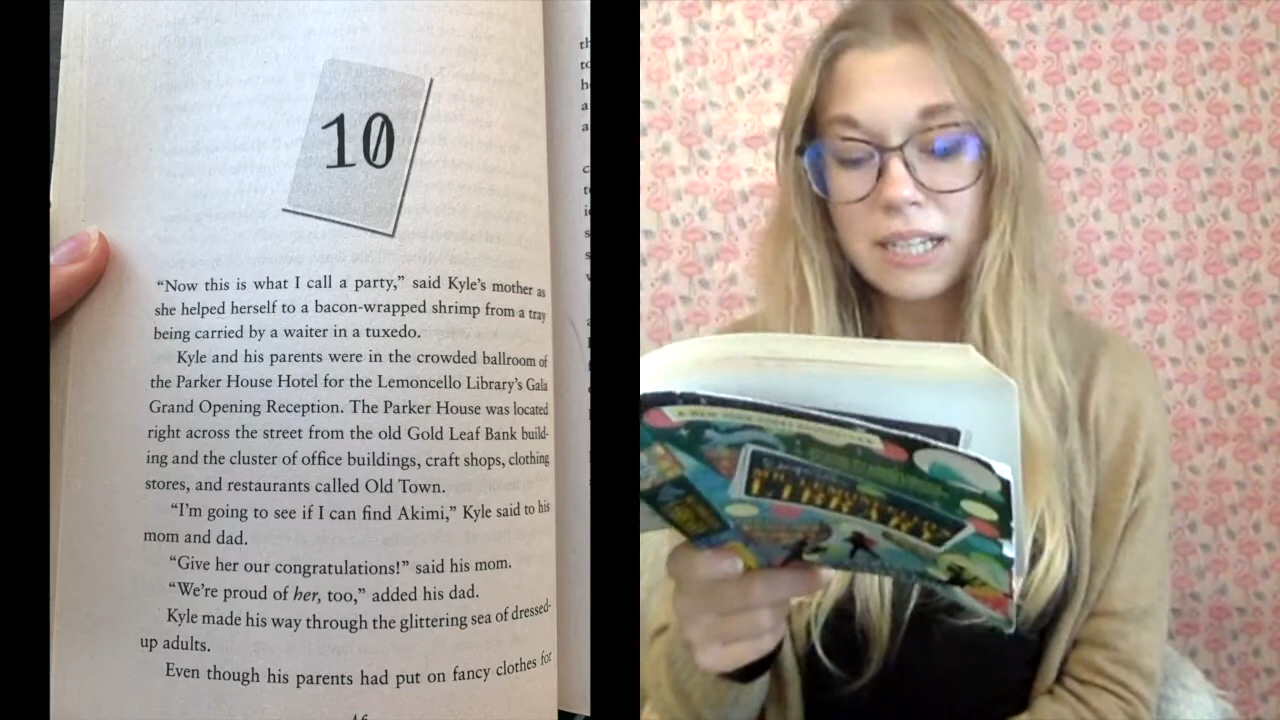 10
“Now this is what I call a party,” said Kyle’s mother as
she helped herself to a bacon-wrapped shrimp from a tray
being carried by a waiter in a tuxedo.
Kyle and his parents were in the crowded ballroom of
the Parker House Hotel for the Lemoncello Library’s Gala
Grand Opening Reception. The Parker House was located
right across the street from the old Gold Leaf Bank build-
ing and the cluster of office buildings, craft shops, clothing
stores, and restaurants called Old Town.
“I’m going to see if I can find Akimi,” Kyle said to his
mom and dad.
“Give her our congratulations!” said his mom.
“We’re proud of her, too,” added his dad.
Kyle made his way through the glittering sea of dressed-
up adults.
Even though his parents had put on fancy clothes for